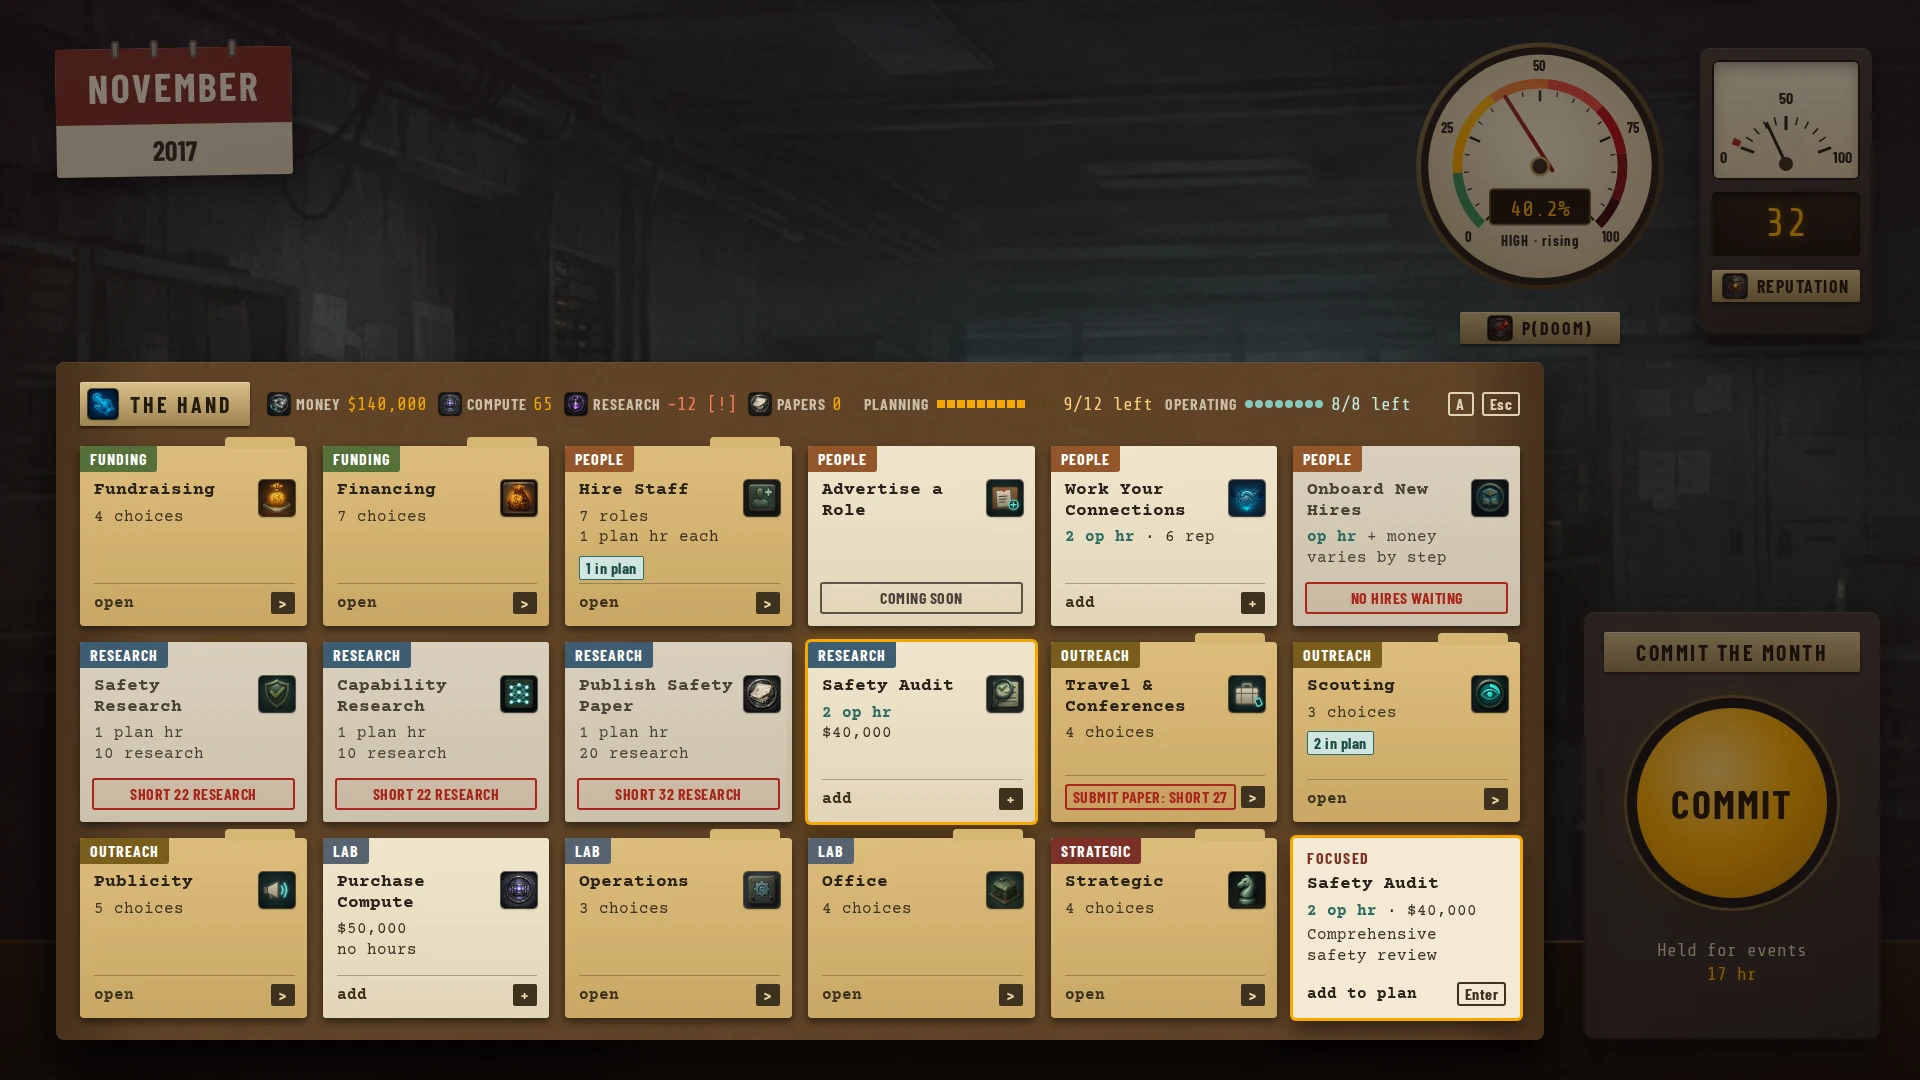 NOVEMBER
2017
50
25
75
0
100
40.2%
HIGH · rising
P(DOOM)
50
0
100
32
REPUTATION
THE HAND
MONEY $140,000
COMPUTE 65
RESEARCH -12 [!]
PAPERS 0
PLANNING 9/12 left
OPERATING 8/8 left
A
Esc
FUNDING
Fundraising
4 choices
open >
FUNDING
Financing
7 choices
open >
PEOPLE
Hire Staff
7 roles
1 plan hr each
1 in plan
open >
PEOPLE
Advertise a
Role
COMING SOON
PEOPLE
Work Your
Connections
2 op hr · 6 rep
add +
PEOPLE
Onboard New
Hires
op hr + money
varies by step
NO HIRES WAITING
RESEARCH
Safety
Research
1 plan hr
10 research
SHORT 22 RESEARCH
RESEARCH
Capability
Research
1 plan hr
10 research
SHORT 22 RESEARCH
RESEARCH
Publish Safety
Paper
1 plan hr
20 research
SHORT 32 RESEARCH
RESEARCH
Safety Audit
2 op hr
$40,000
add +
OUTREACH
Travel &
Conferences
4 choices
SUBMIT PAPER: SHORT 27 >
OUTREACH
Scouting
3 choices
2 in plan
open >
OUTREACH
Publicity
5 choices
open >
LAB
Purchase
Compute
$50,000
no hours
add +
LAB
Operations
3 choices
open >
LAB
Office
4 choices
open >
STRATEGIC
Strategic
4 choices
open >
FOCUSED
Safety Audit
2 op hr · $40,000
Comprehensive
safety review
add to plan Enter
COMMIT THE MONTH
COMMIT
Held for events
17 hr